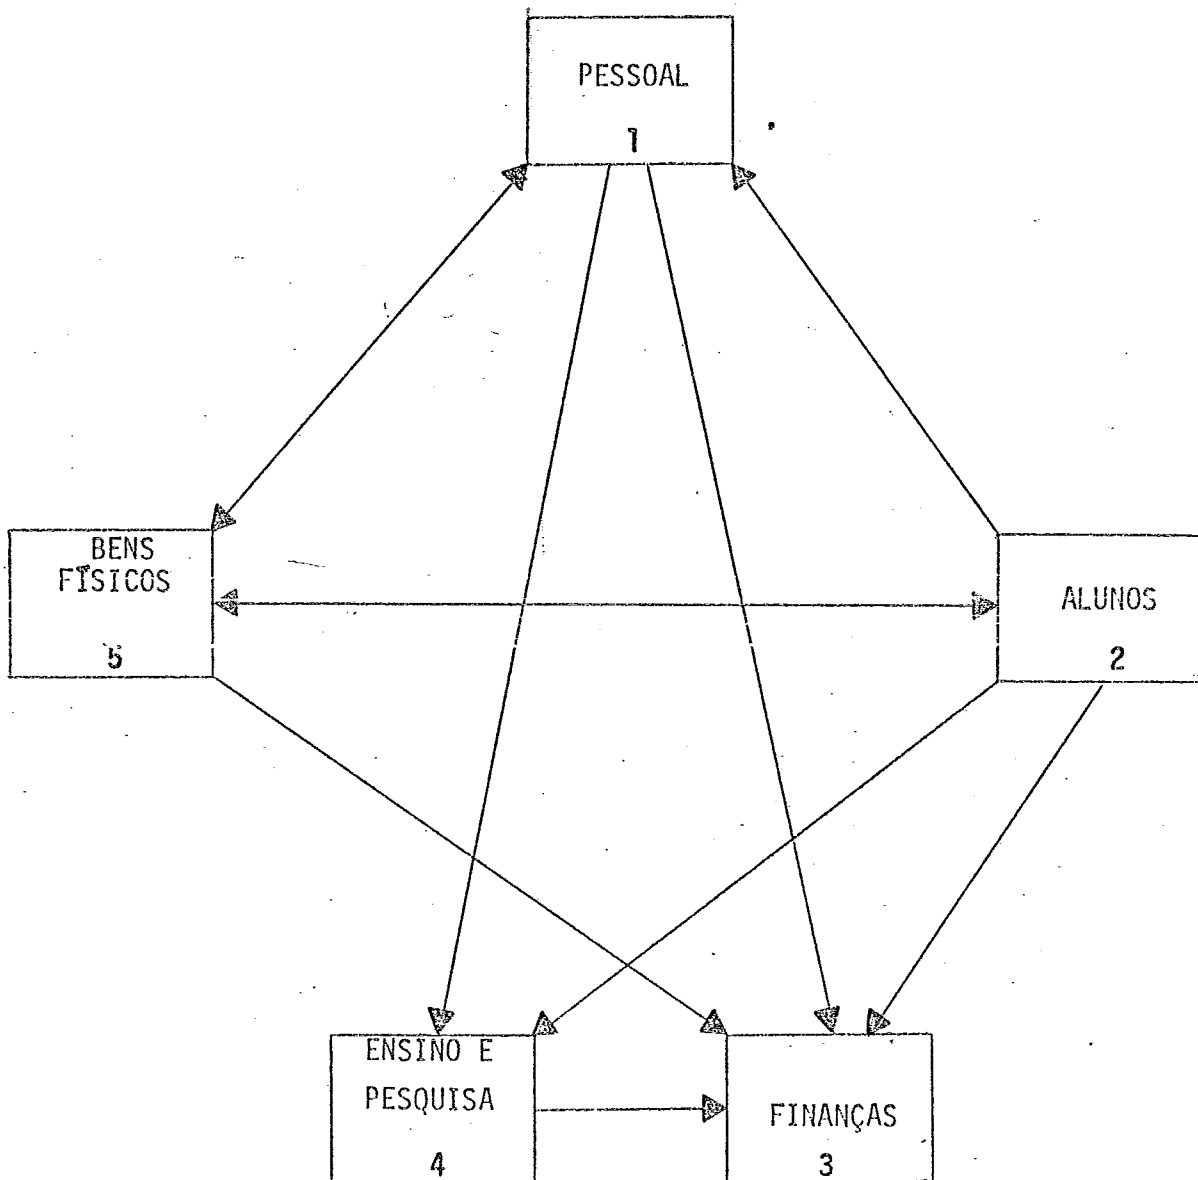 PESSOAL
1
BENS
FÍSICOS
5
ALUNOS
2
ENSINO E
PESQUISA
4
FINANÇAS
3